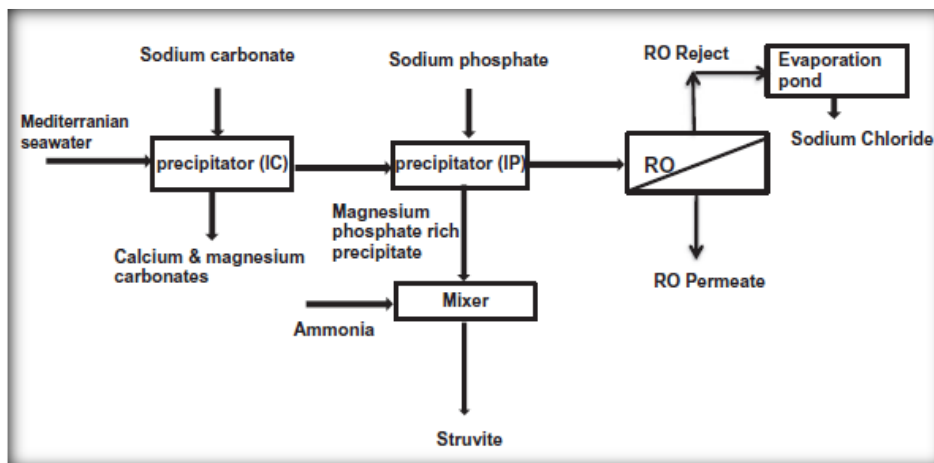 Sodium carbonate
Sodium phosphate
RO Reject
Evaporation
pond
Mediterranian
seawater
precipitator (IC)
precipitator (IP)
RO
Sodium Chloride
Calcium & magnesium
carbonates
Magnesium
phosphate rich
precipitate
RO Permeate
Mixer
Ammonia
Struvite